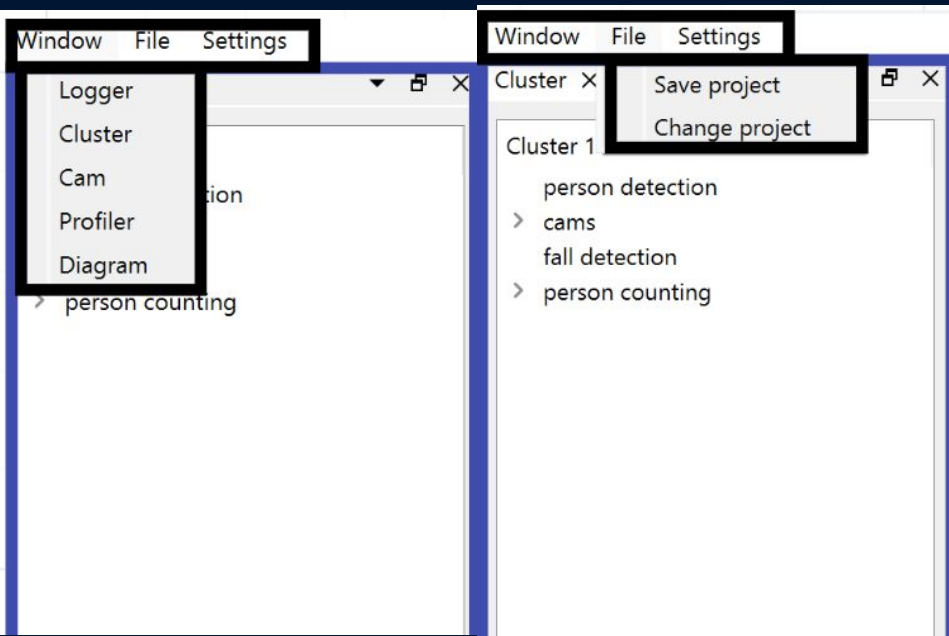 Window File Settings
Logger
Cluster
Cam
Profiler
Diagram
tion
person counting
Window File Settings
Save project
Change project
Cluster
Cluster 1
person detection
cams
fall detection
person counting